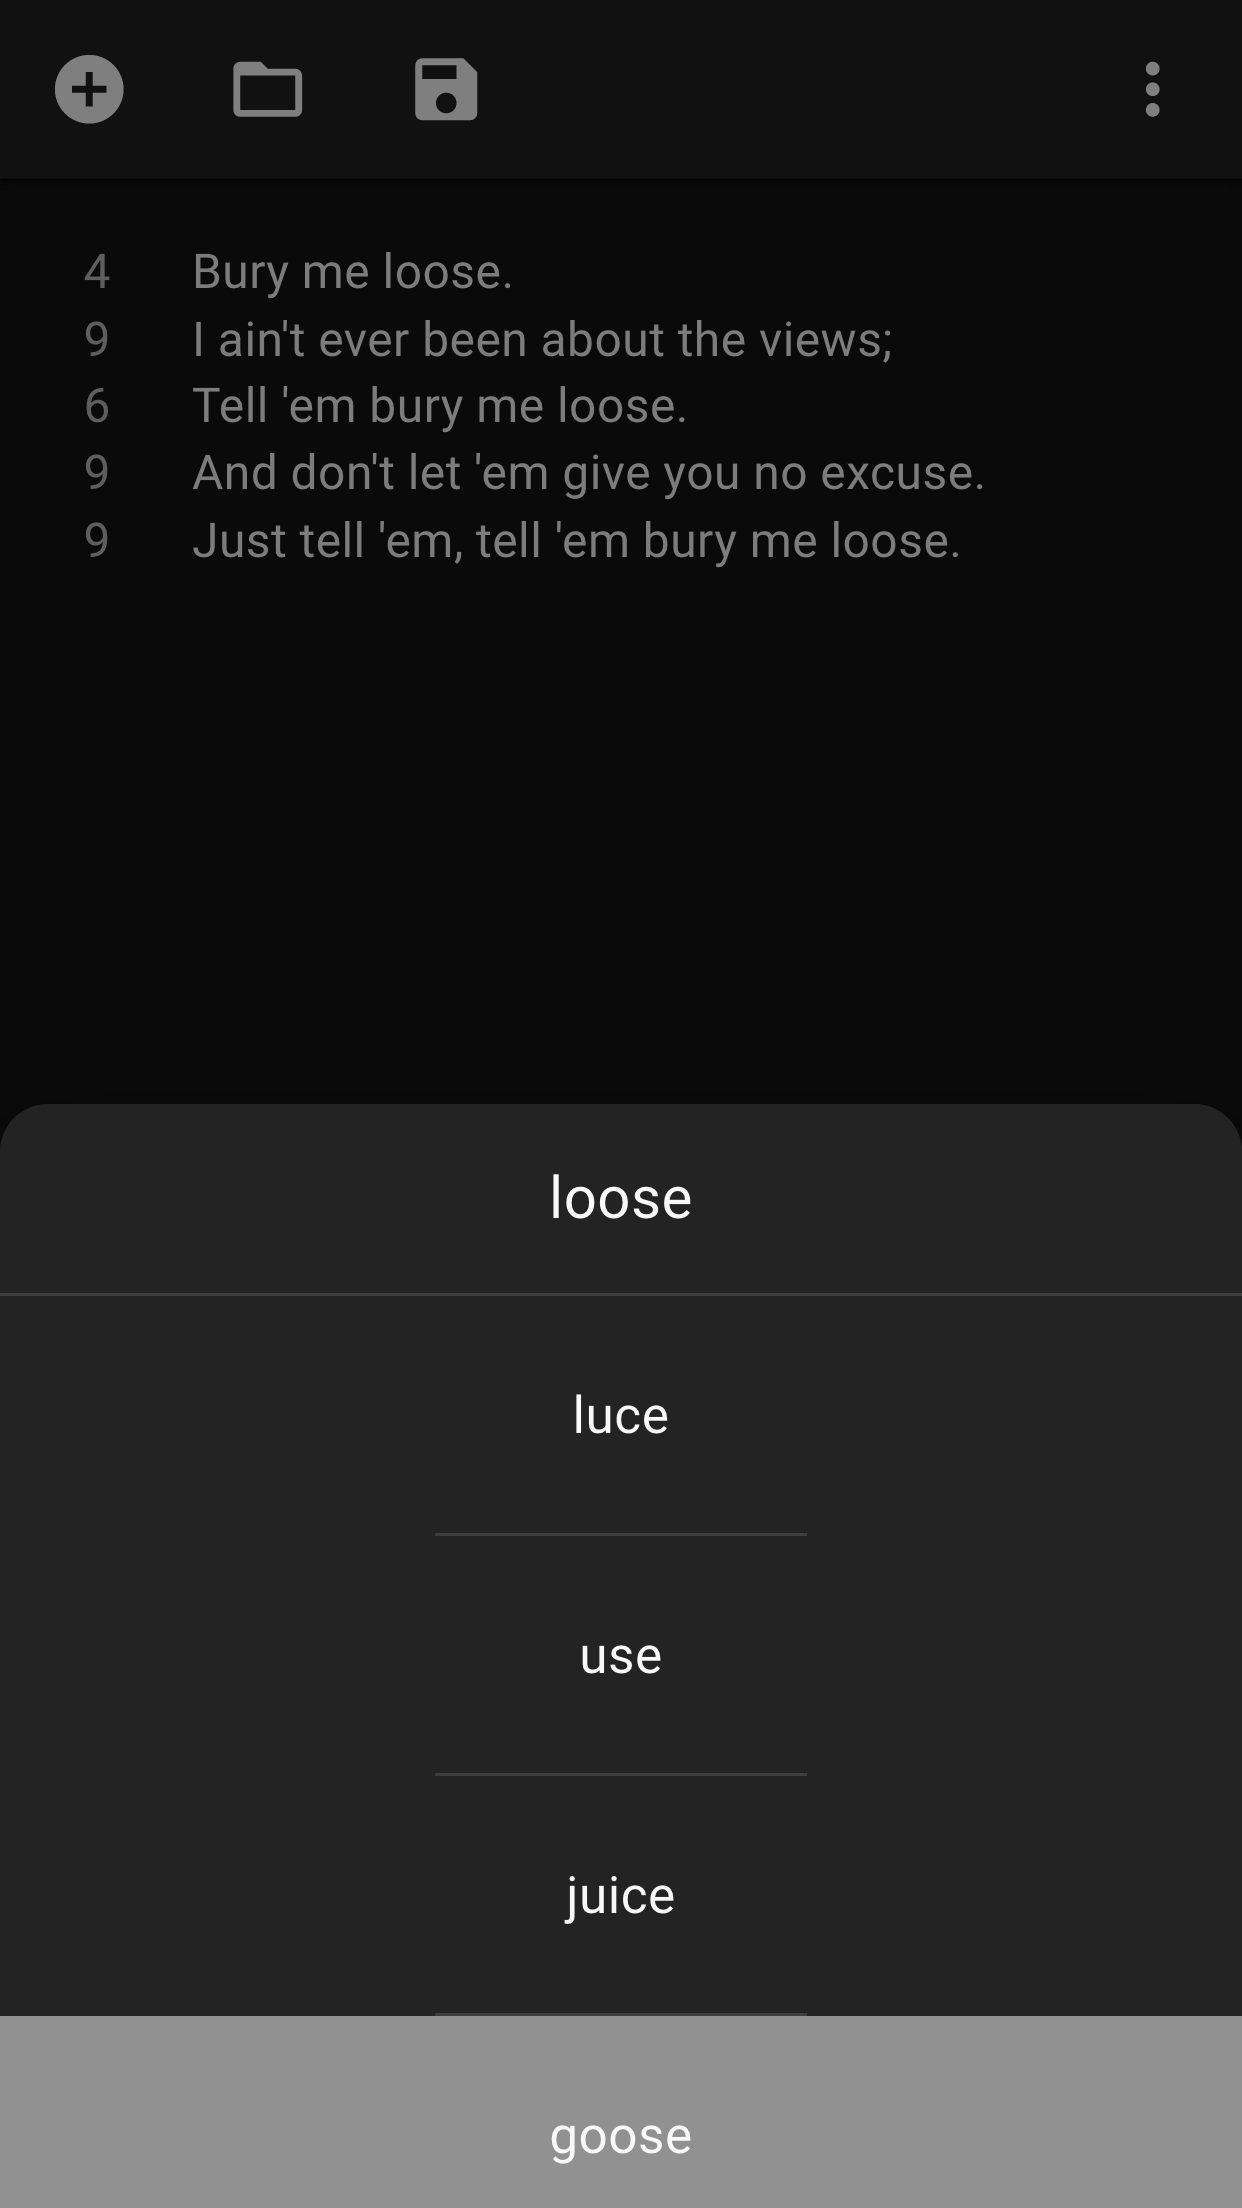 4 Bury me loose.
9 I ain't ever been about the views;
6 Tell 'em bury me loose.
9 And don't let 'em give you no excuse.
9 Just tell 'em, tell 'em bury me loose.
loose
luce
use
juice
goose